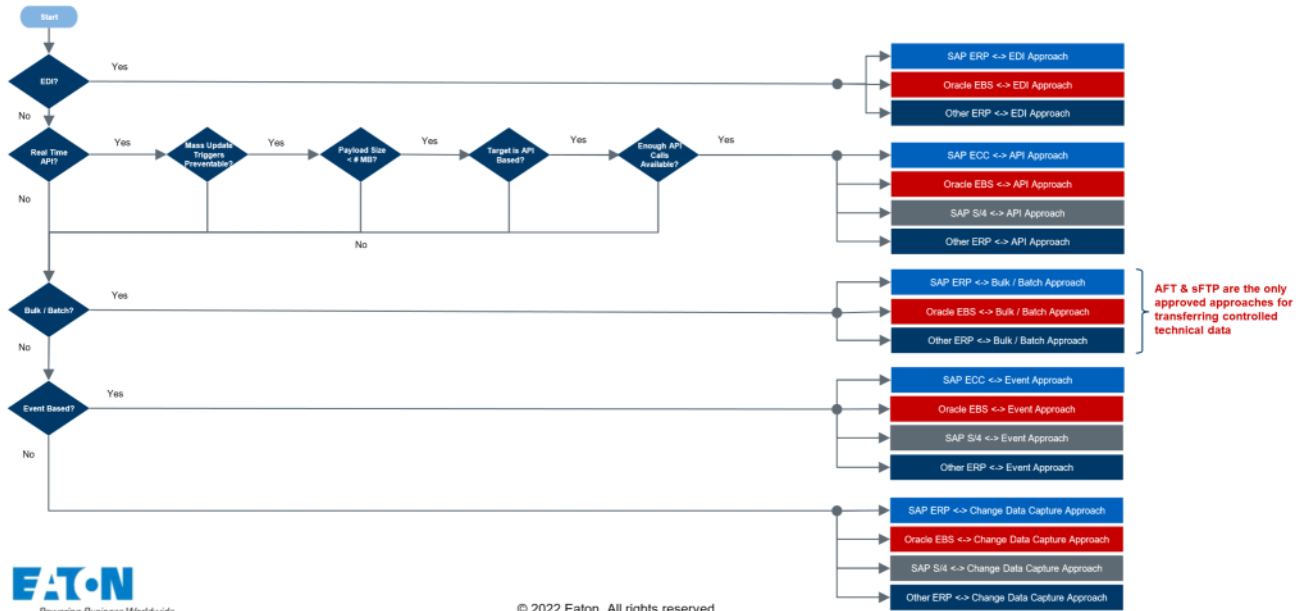 Start
EDI?
Yes
No
SAP ERP <-> EDI Approach
Oracle EBS <-> EDI Approach
Other ERP <-> EDI Approach
Real Time
API?
Yes
Mass Update
Triggers
Preventable?
Yes
Payload Size
< # MB?
Yes
Target is API
Based?
Yes
Enough API
Calls
Available?
Yes
No
No
SAP ECC <-> API Approach
Oracle EBS <-> API Approach
SAP S/4 <-> API Approach
Other ERP <-> API Approach
Bulk / Batch?
Yes
No
SAP ERP <-> Bulk / Batch Approach
Oracle EBS <-> Bulk / Batch Approach
Other ERP <-> Bulk / Batch Approach
AFT & sFTP are the only
approved approaches for
transferring controlled
technical data
Event Based?
Yes
No
SAP ECC <-> Event Approach
Oracle EBS <-> Event Approach
SAP S/4 <-> Event Approach
Other ERP <-> Event Approach
SAP ERP <-> Change Data Capture Approach
Oracle EBS <-> Change Data Capture Approach
SAP S/4 <-> Change Data Capture Approach
Other ERP <-> Change Data Capture Approach
EATON
Powering Business Worldwide
© 2022 Eaton. All rights reserved